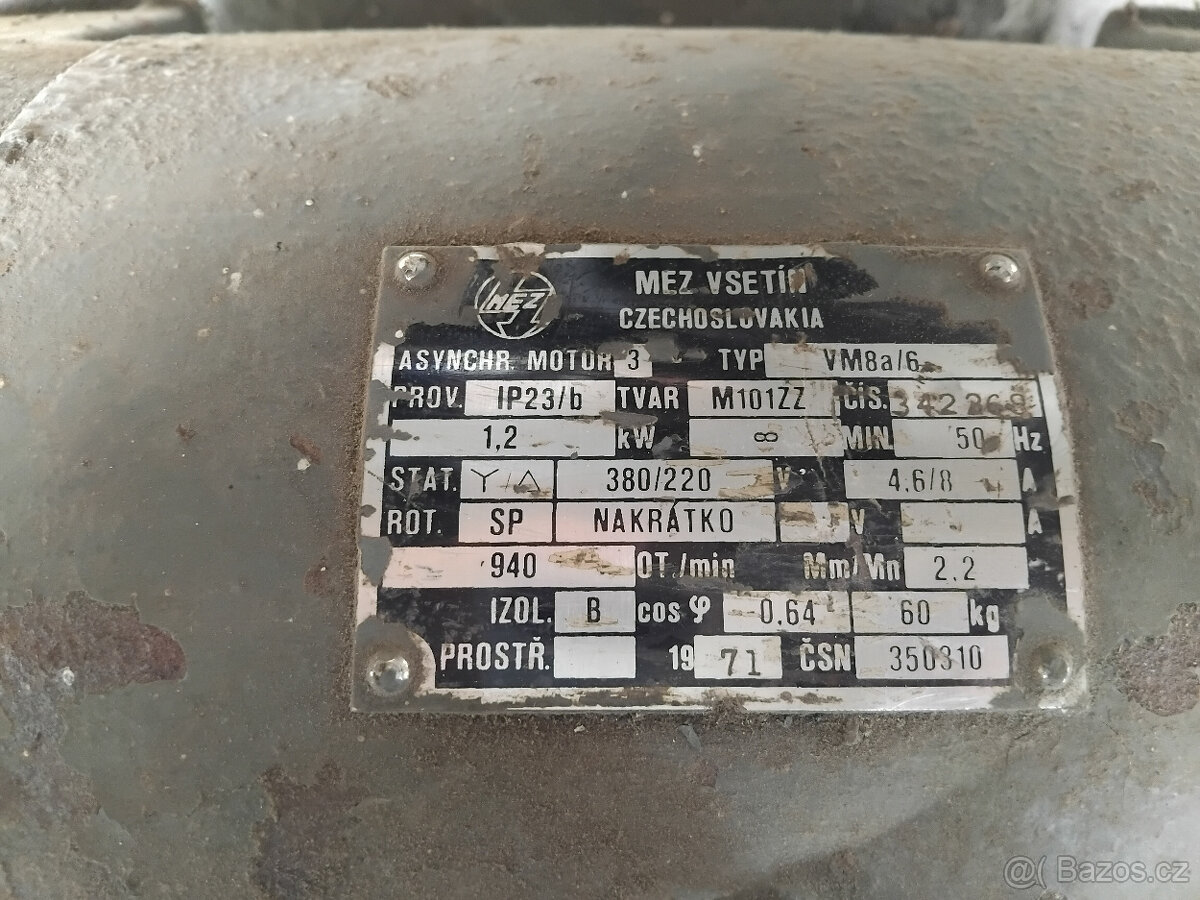 MEZ
MEZ VSETÍN
CZECHOSLOVAKIA
ASYNCHR. MOTOR 3 TYP VM8a/6
PROV. IP23/b TVAR M101ZZ ČÍS.
1,2 kW ∞ MIN. 50 Hz
STAT. Y/△ 380/220 V 4,6/8 A
ROT. SP NAKRÁTKO V A
940 OT./min Mm/Mn 2,2
IZOL. B cos φ 0,64 60 kg
PROSTŘ. 19 71 ČSN 350310
@( Bazos.cz